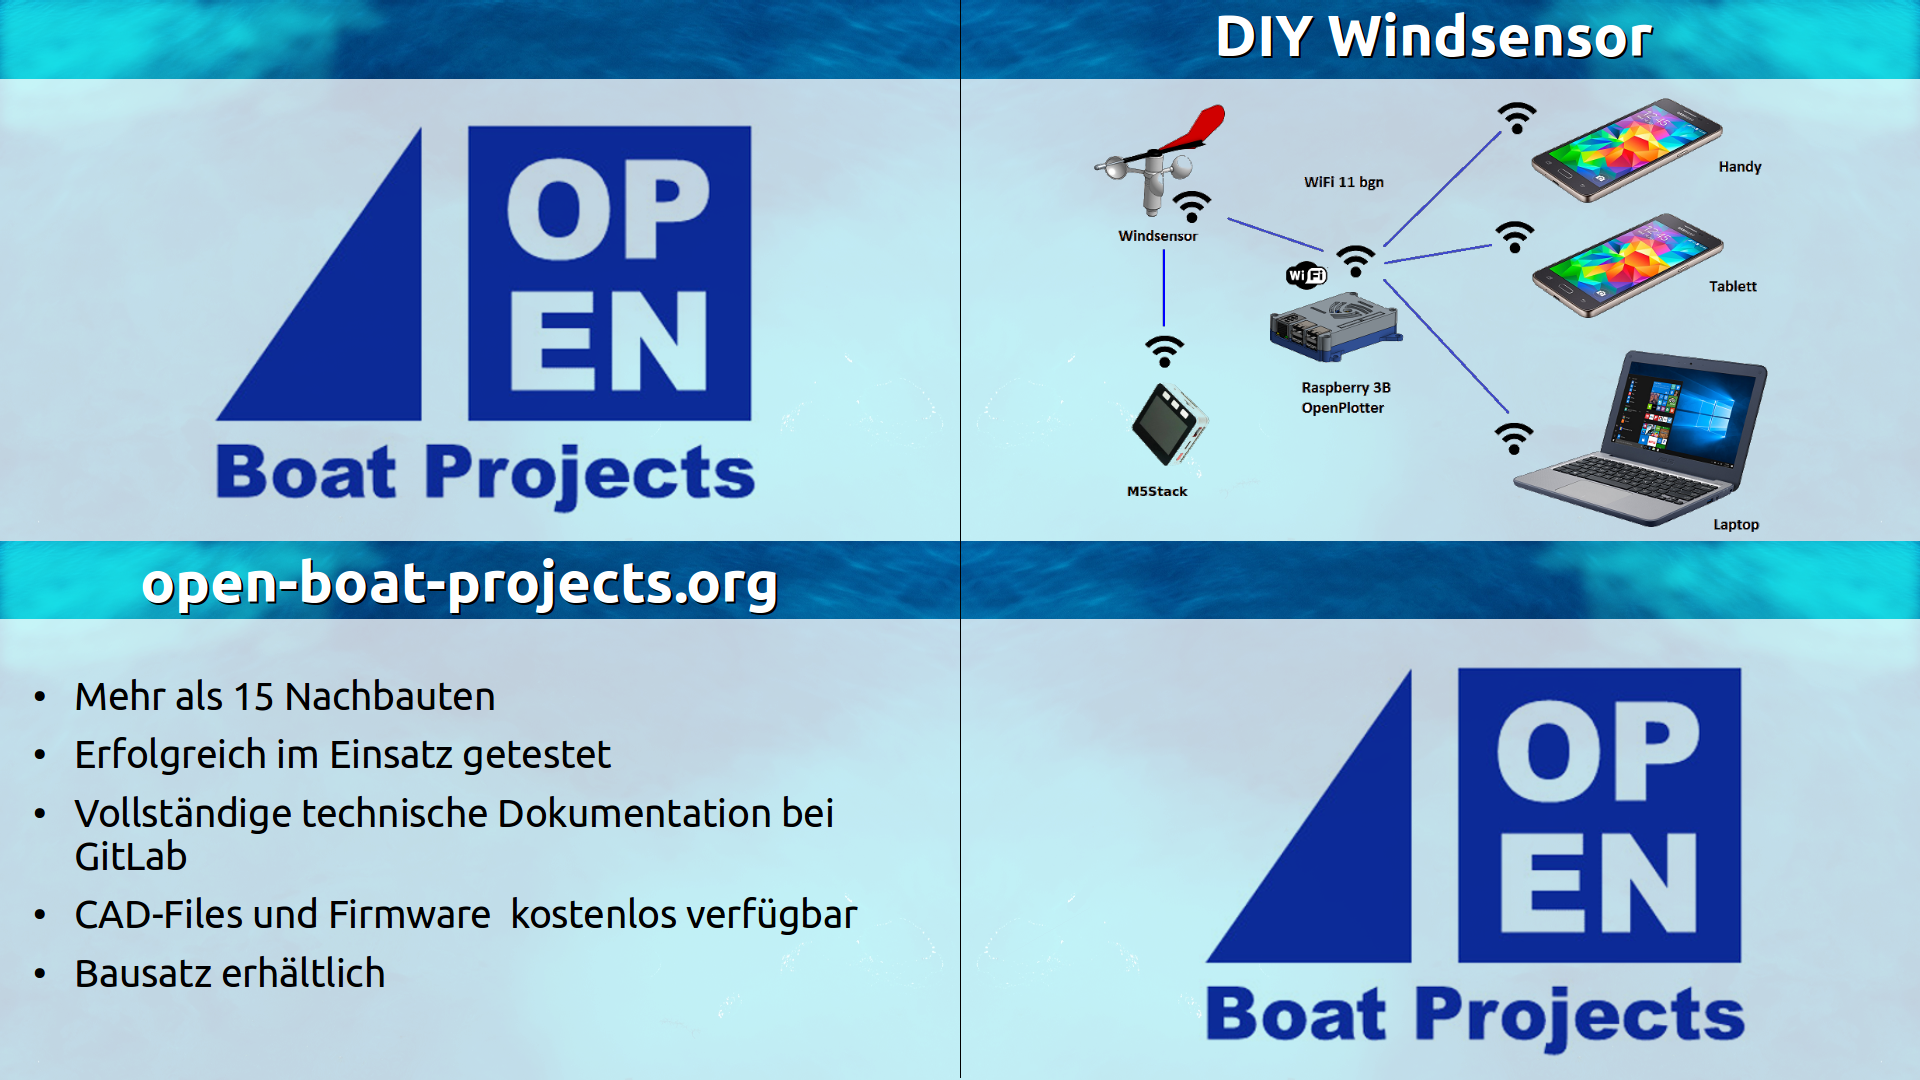 OP
EN
Boat Projects
DIY Windsensor
WiFi 11 bgn
Handy
Windsensor
Wi Fi
Tablett
Raspberry 3B
OpenPlotter
M5Stack
Laptop
open-boat-projects.org
• Mehr als 15 Nachbauten
• Erfolgreich im Einsatz getestet
• Vollständige technische Dokumentation bei
GitLab
• CAD-Files und Firmware  kostenlos verfügbar
• Bausatz erhältlich
OP
EN
Boat Projects